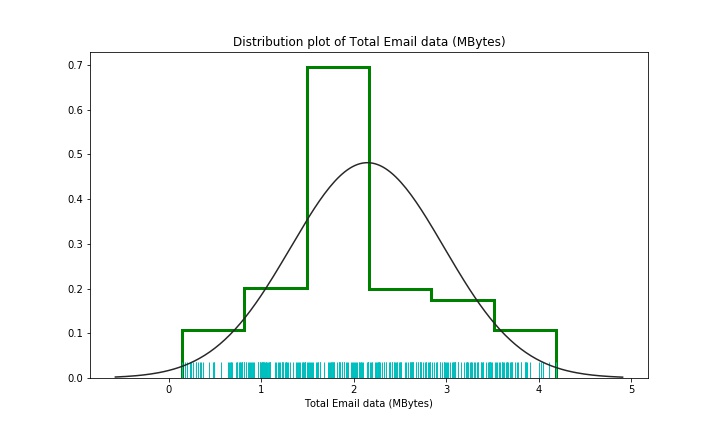 Distribution plot of Total Email data (MBytes)
0.7
0.6
0.5
0.4
0.3
0.2
0.1
0.0
0 1 2 3 4 5
Total Email data (MBytes)